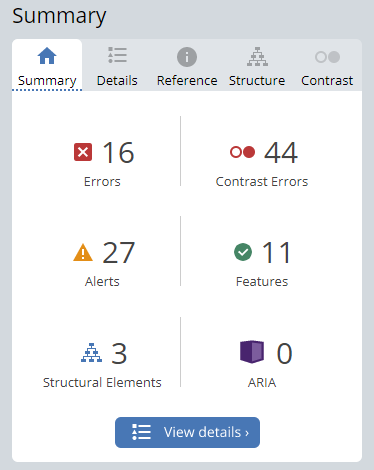 Summary
Summary Details Reference Structure Contrast
16 44
Errors Contrast Errors
27 11
Alerts Features
3 0
Structural Elements ARIA
View details ›